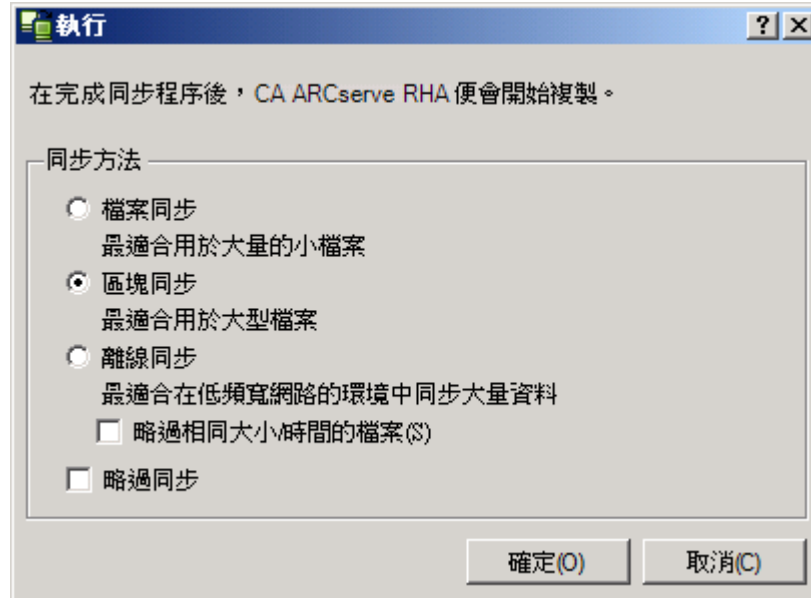 執行
在完成同步程序後，CA ARCserve RHA 便會開始複製。
同步方法
檔案同步
最適合用於大量的小檔案
區塊同步
最適合用於大型檔案
離線同步
最適合在低頻寬網路的環境中同步大量資料
略過相同大小/時間的檔案(S)
略過同步
確定(O) 取消(C)